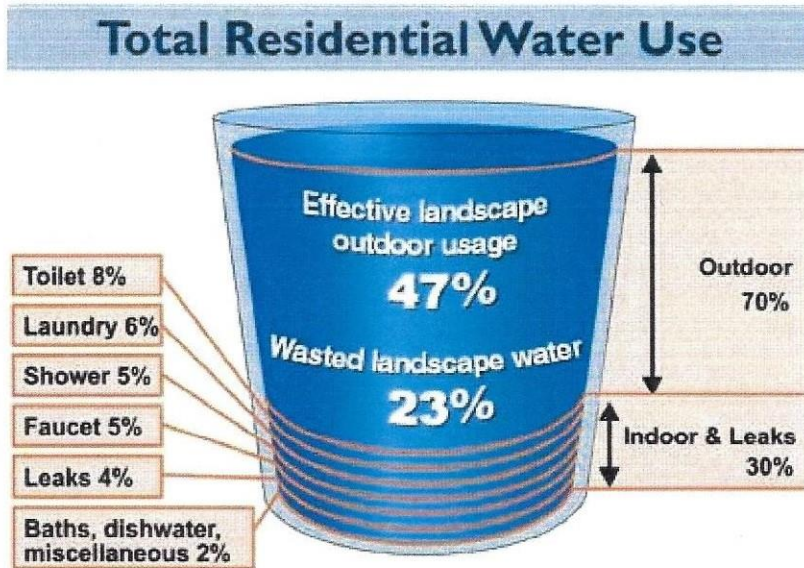 Total Residential Water Use
Effective landscape
outdoor usage
47%
Wasted landscape water
23%
Toilet 8%
Laundry 6%
Shower 5%
Faucet 5%
Leaks 4%
Baths, dishwater,
miscellaneous 2%
Outdoor
70%
Indoor & Leaks
30%